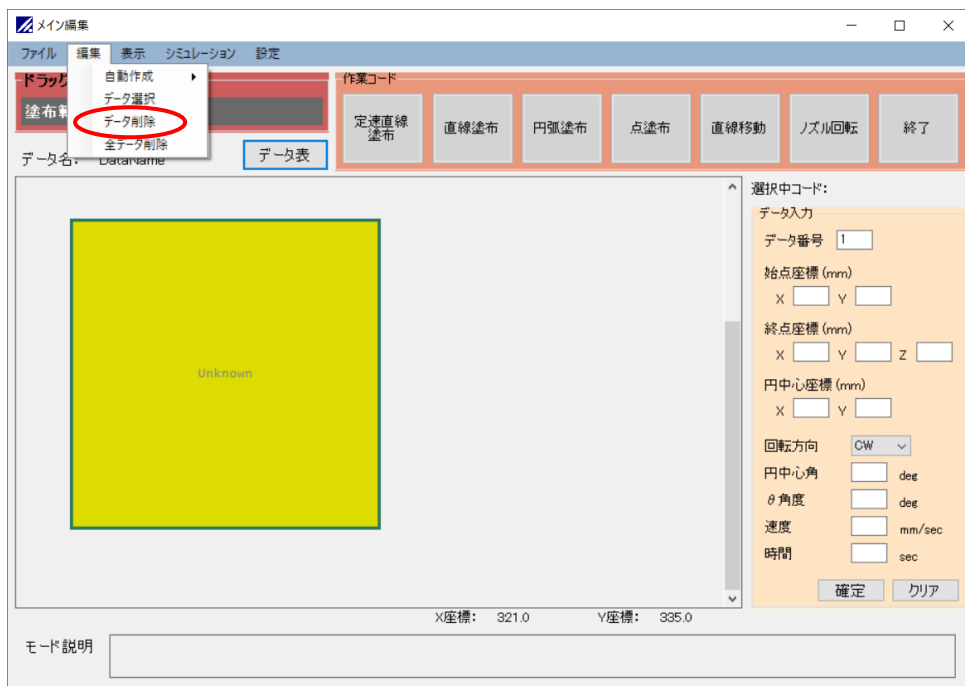 メイン編集
ファイル 編集 表示 シミュレーション 設定
自動作成
データ選択
データ削除
全データ削除
ドラッグ
塗布範
データ名: DataName
データ表
作業コード
定速直線
塗布
直線塗布
円弧塗布
点塗布
直線移動
ノズル回転
終了
Unknown
選択中コード:
データ入力
データ番号 1
始点座標 (mm)
X Y
終点座標 (mm)
X Y Z
円中心座標 (mm)
X Y
回転方向 CW
円中心角 deg
θ角度 deg
速度 mm/sec
時間 sec
確定 クリア
X座標: 321.0 Y座標: 335.0
モード説明